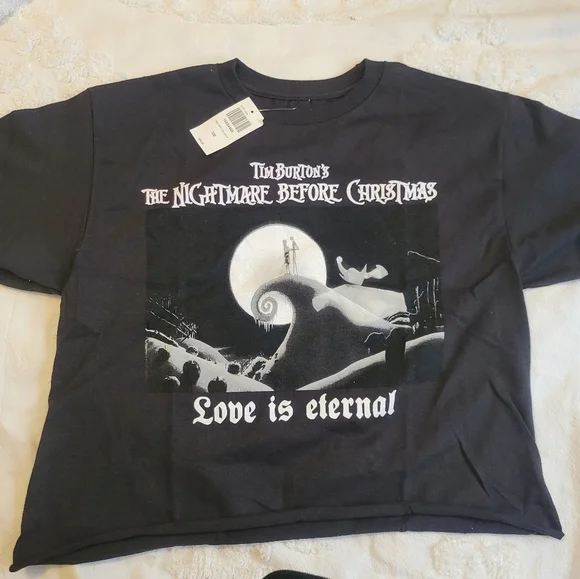 TIM BURTON'S
THE NIGHTMARE BEFORE CHRISTMAS
Love is eternal